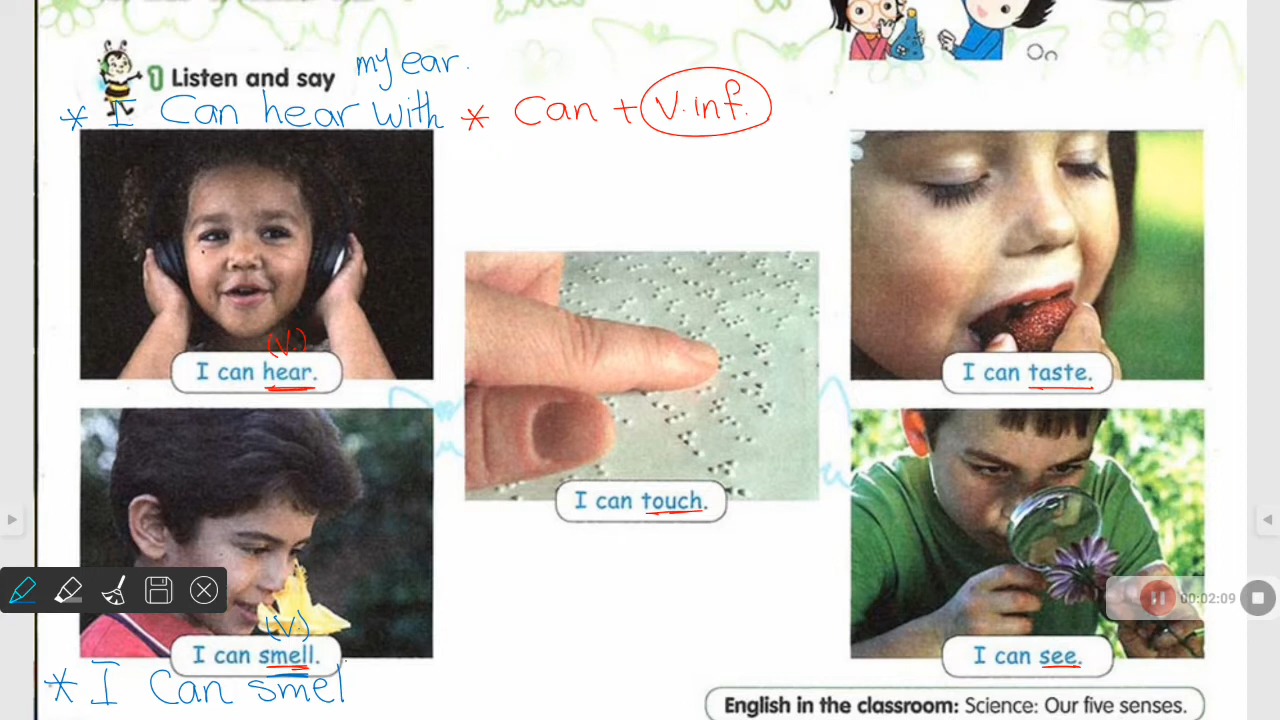 my ear.
1 Listen and say
* I Can hear with * Can + V.inf.
(V.)
I can hear.
I can taste.
I can touch.
(V.)
I can smell.
I can see.
* I Can smel
00:02:09
English in the classroom: Science: Our five senses.